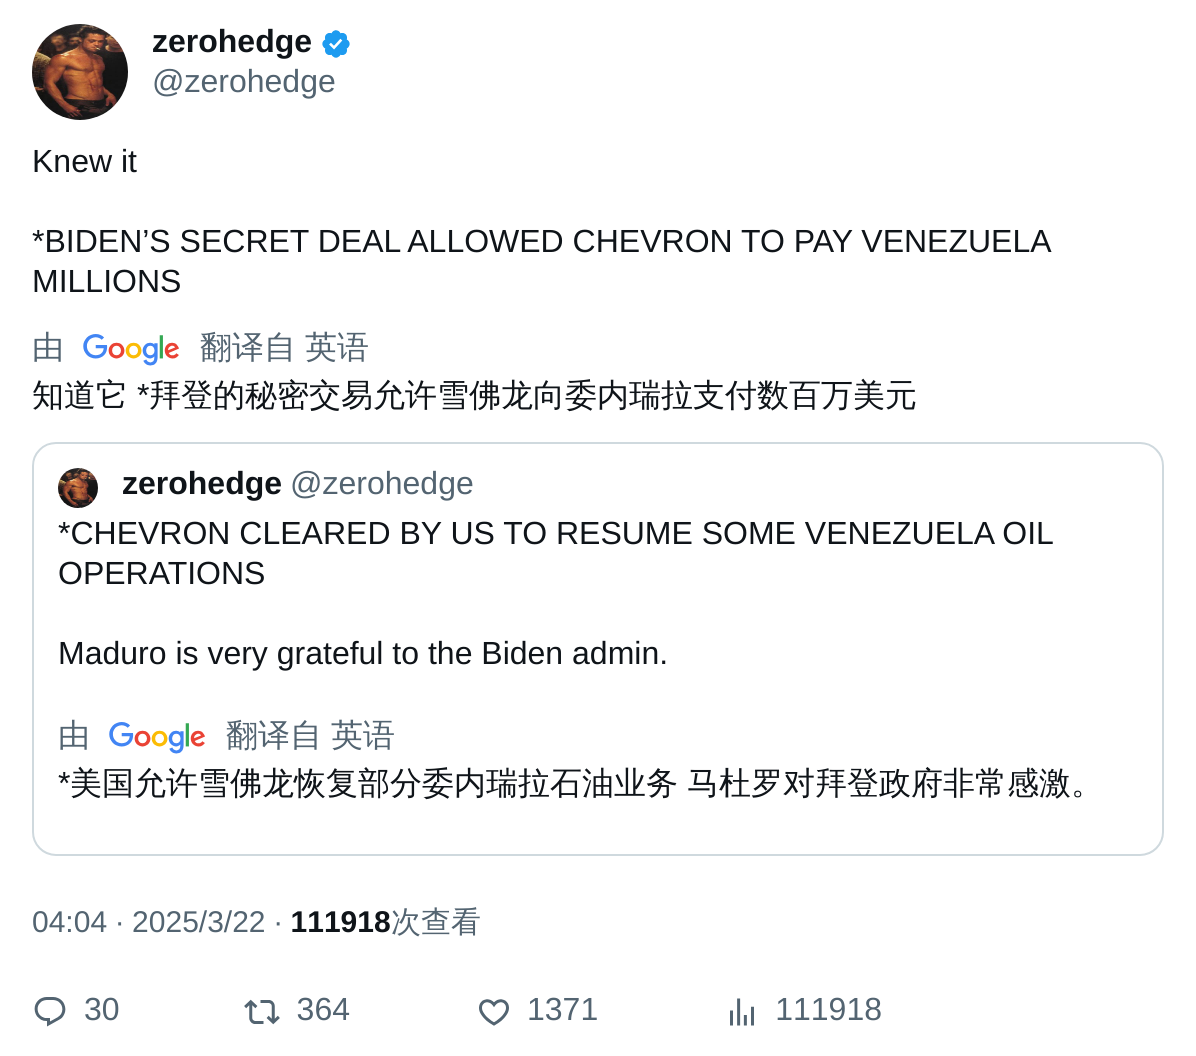 zerohedge
@zerohedge
Knew it
*BIDEN’S SECRET DEAL ALLOWED CHEVRON TO PAY VENEZUELA
MILLIONS
由 Google 翻译自 英语
知道它 *拜登的秘密交易允许雪佛龙向委内瑞拉支付数百万美元
zerohedge @zerohedge
*CHEVRON CLEARED BY US TO RESUME SOME VENEZUELA OIL
OPERATIONS
Maduro is very grateful to the Biden admin.
由 Google 翻译自 英语
*美国允许雪佛龙恢复部分委内瑞拉石油业务 马杜罗对拜登政府非常感激。
04:04 · 2025/3/22 · 111918次查看
30 364 1371 111918